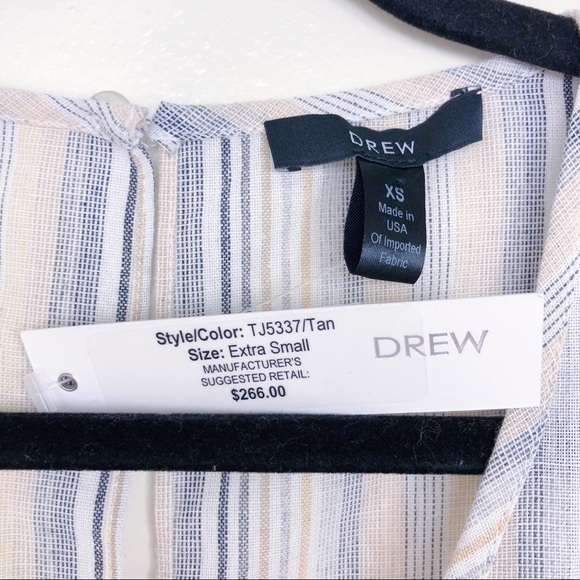 DREW
XS
Made in
USA
Of Imported
Fabric
Style/Color: TJ5337/Tan
Size: Extra Small
MANUFACTURER'S
SUGGESTED RETAIL:
$266.00
DREW